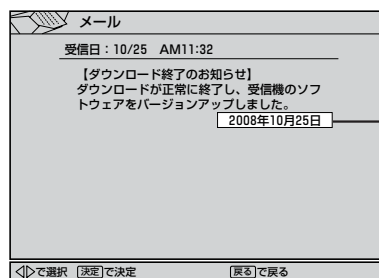 メール
受信日：10/25　AM11:32
【ダウンロード終了のお知らせ】
ダウンロードが正常に終了し、受信機のソフ
トウェアをバージョンアップしました。
2008年10月25日
◁▷で選択　決定で決定　戻るで戻る